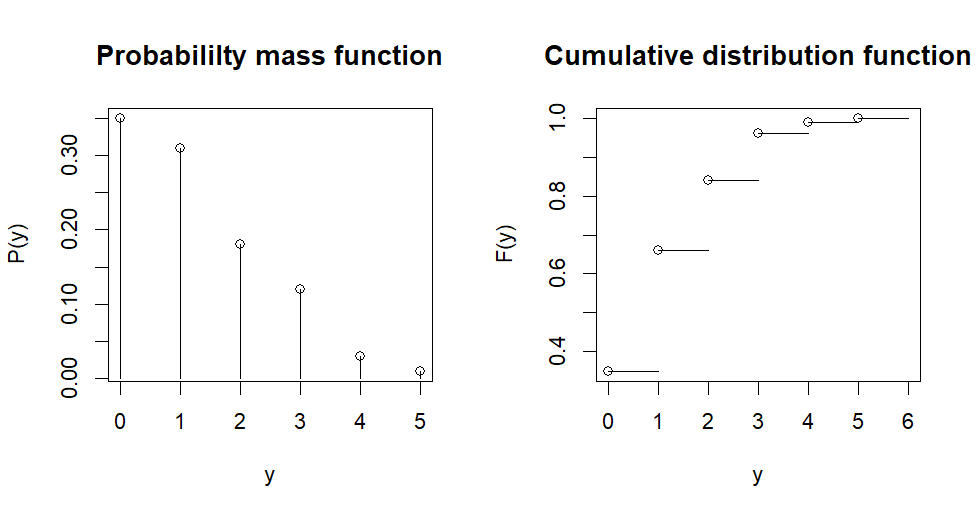 Probabililty mass function
P(y)
0.30
0.20
0.10
0.00
0 1 2 3 4 5
y
Cumulative distribution function
F(y)
1.0
0.8
0.6
0.4
0 1 2 3 4 5 6
y